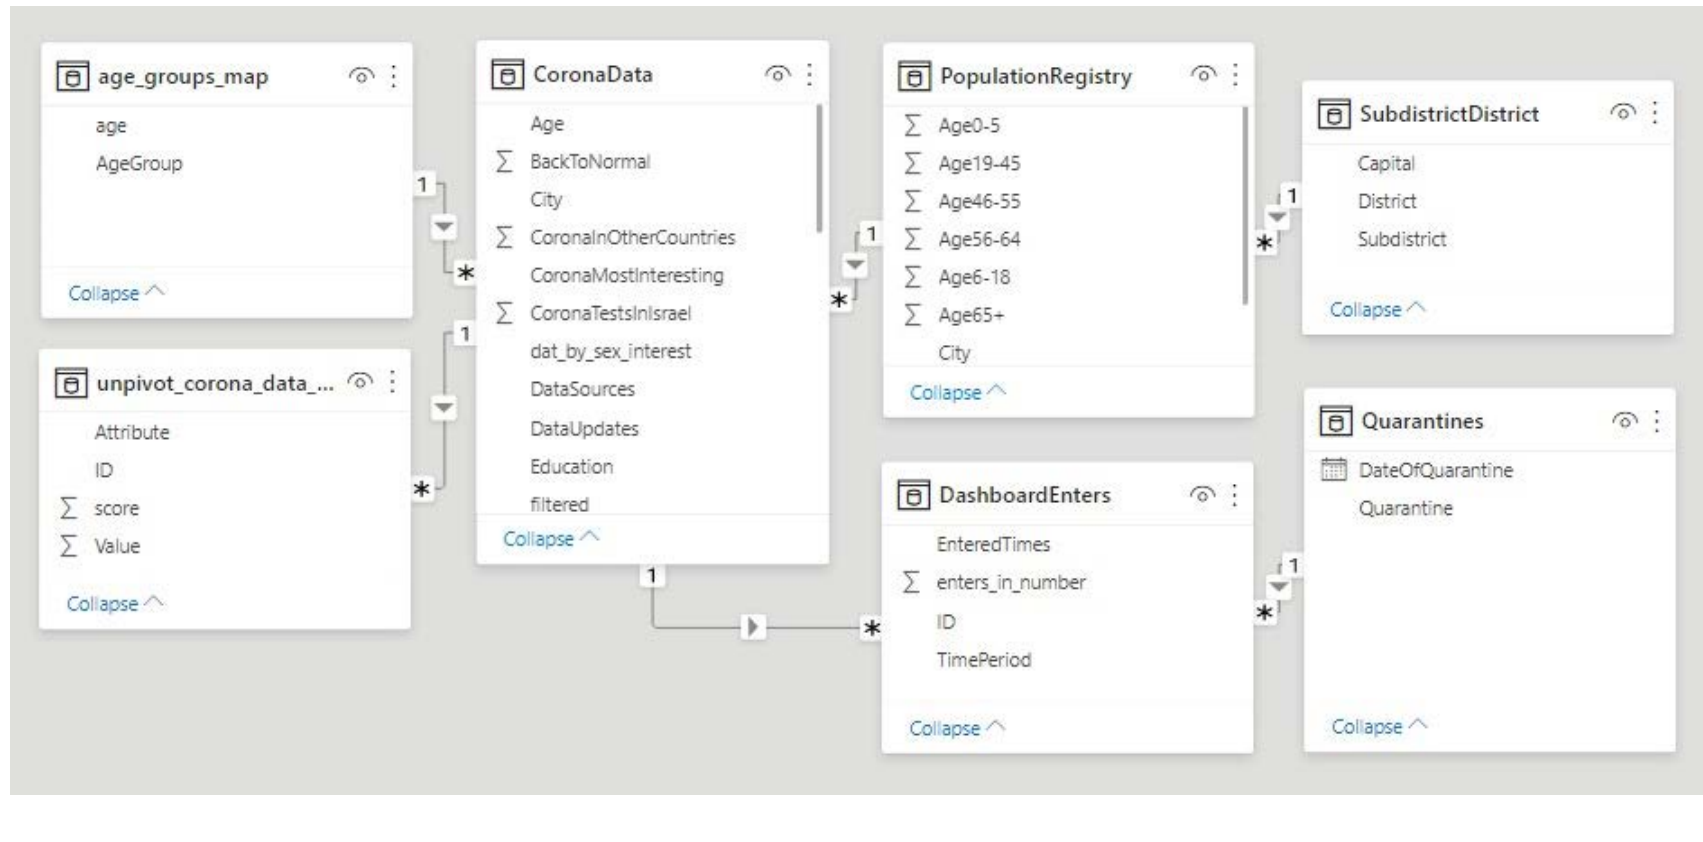 age_groups_map
age
AgeGroup
Collapse
unpivot_corona_data_...
Attribute
ID
score
Value
Collapse
CoronaData
Age
BackToNormal
City
CoronaInOtherCountries
CoronaMostInteresting
CoronaTestsInIsrael
dat_by_sex_interest
DataSources
DataUpdates
Education
filtered
Collapse
PopulationRegistry
Age0-5
Age19-45
Age46-55
Age56-64
Age6-18
Age65+
City
Collapse
DashboardEnters
EnteredTimes
enters_in_number
ID
TimePeriod
Collapse
SubdistrictDistrict
Capital
District
Subdistrict
Collapse
Quarantines
DateOfQuarantine
Quarantine
Collapse
1
*
1
*
1
*
1
*
1
*
1
*